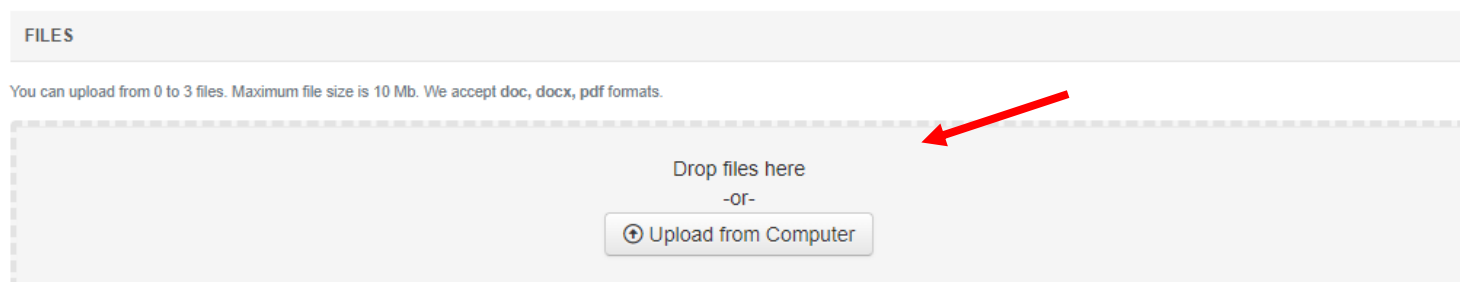 FILES
You can upload from 0 to 3 files. Maximum file size is 10 Mb. We accept doc, docx, pdf formats.
Drop files here
-or-
Upload from Computer